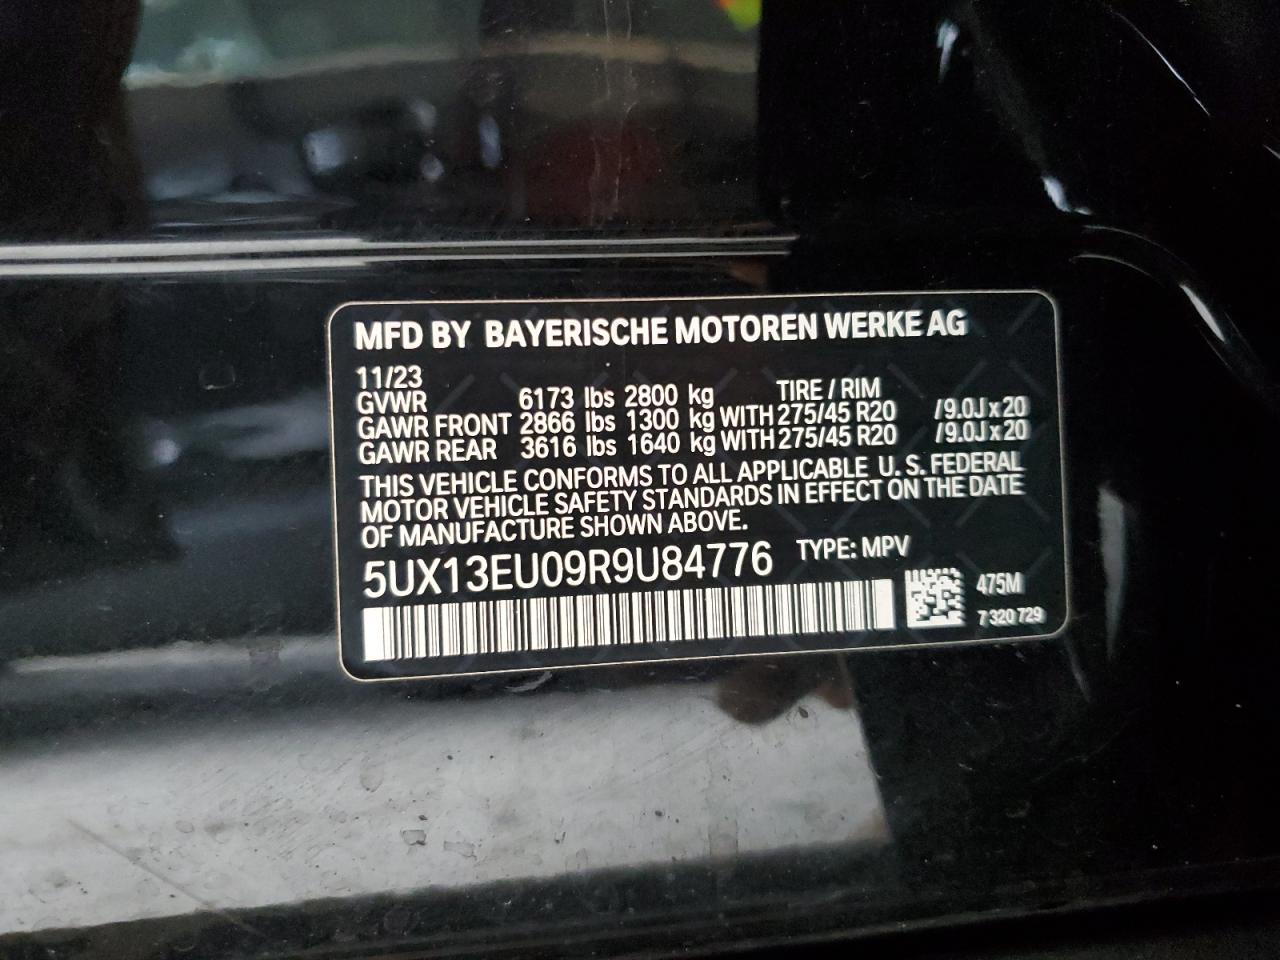 MFD BY BAYERISCHE MOTOREN WERKE AG
11/23
TIRE / RIM
GVWR 6173 lbs 2800 kg
GAWR FRONT 2866 lbs 1300 kg WITH 275/45 R20 /9.0J x 20
GAWR REAR 3616 lbs 1640 kg WITH 275/45 R20 /9.0J x 20
THIS VEHICLE CONFORMS TO ALL APPLICABLE U. S. FEDERAL
MOTOR VEHICLE SAFETY STANDARDS IN EFFECT ON THE DATE
OF MANUFACTURE SHOWN ABOVE.
5UX13EU09R9U84776 TYPE: MPV
475M
7 320 729